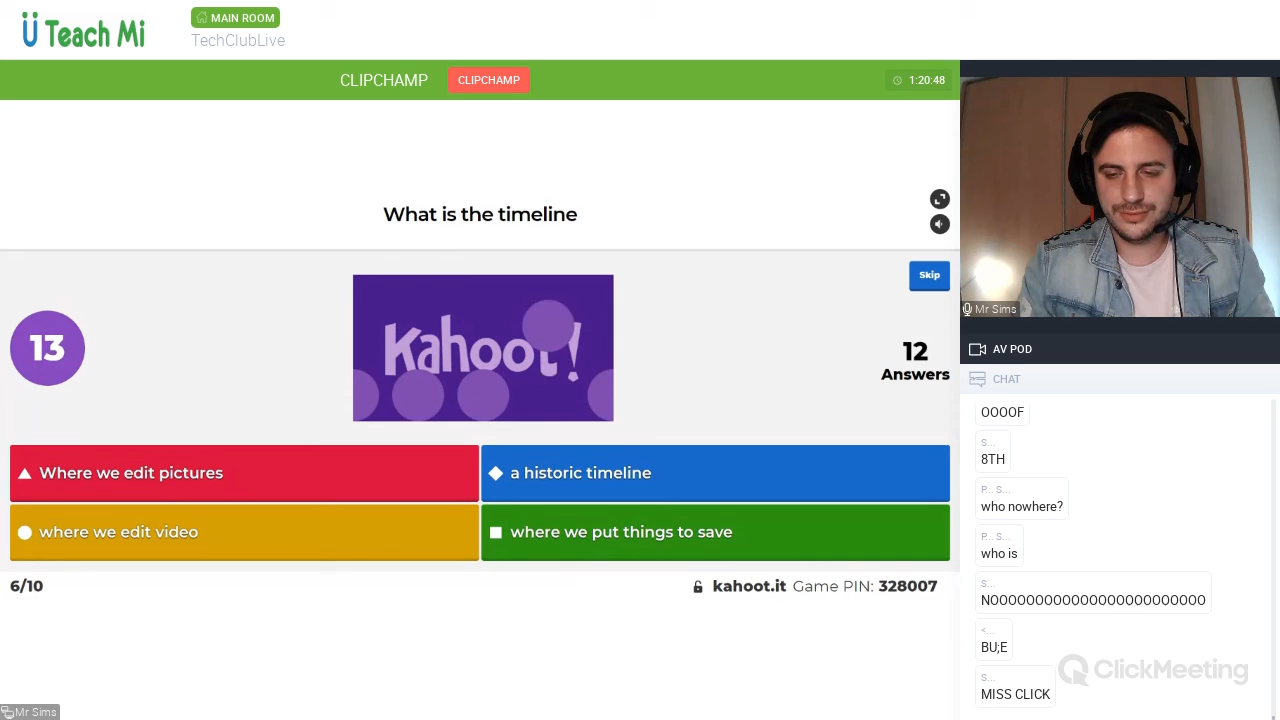 Ü Teach Mi
MAIN ROOM
TechClubLive
CLIPCHAMP
CLIPCHAMP
1:20:48
What is the timeline
Skip
13
Kahoot!
12
Answers
Where we edit pictures
a historic timeline
where we edit video
where we put things to save
6/10
kahoot.it Game PIN: 328007
Mr Sims
Mr Sims
AV POD
CHAT
OOOOF
S...
8TH
P... S...
who nowhere?
P... S...
who is
S...
NOOOOOOOOOOOOOOOOOOOOOOOO
<...
BU;E
S...
MISS CLICK
ClickMeeting